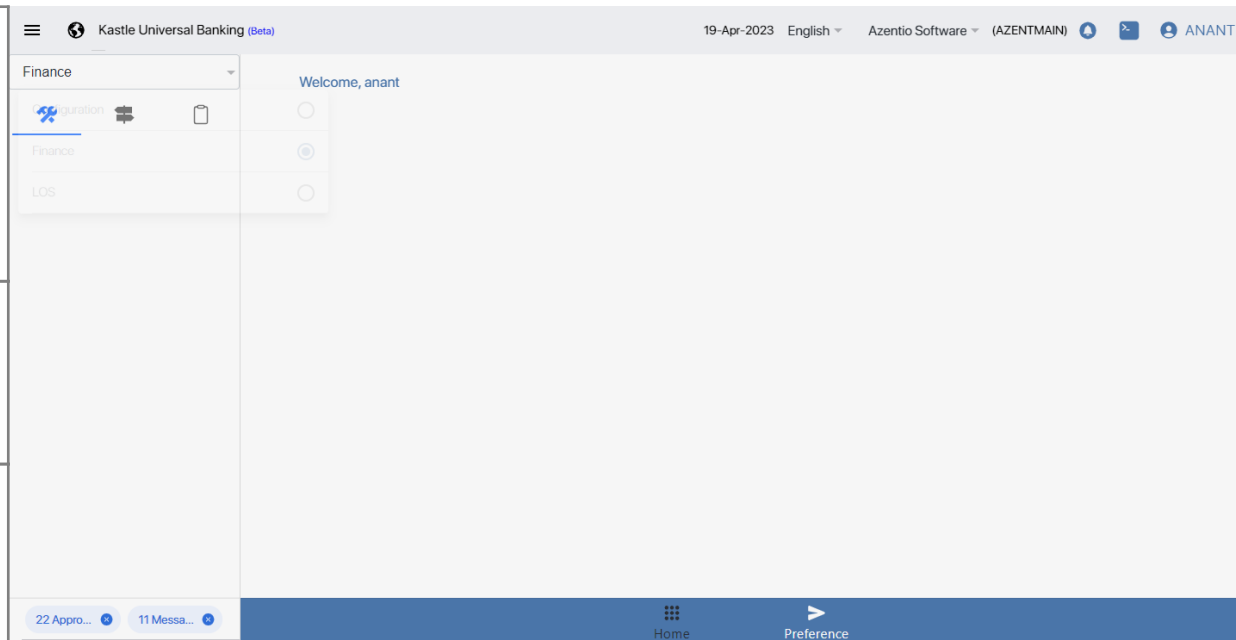 Kastle Universal Banking (Beta)
19-Apr-2023 English Azentio Software (AZENTMAIN) ANANT
Finance
Welcome, anant
Configuration
Finance
LOS
22 Appro... 11 Messa...
Home Preference